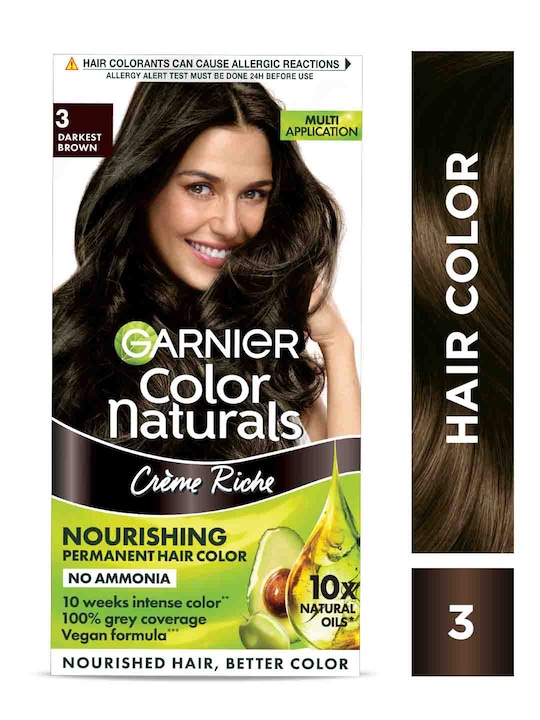 ⚠ HAIR COLORANTS CAN CAUSE ALLERGIC REACTIONS
ALLERGY ALERT TEST MUST BE DONE 24H BEFORE USE
3
DARKEST
BROWN
MULTI
APPLICATION
GARNIER
Color
Naturals
Crème Riche
NOURISHING
PERMANENT HAIR COLOR
NO AMMONIA
10 weeks intense color**
100% grey coverage
Vegan formula***
10x
NATURAL
OILS*
NOURISHED HAIR, BETTER COLOR
HAIR COLOR
3